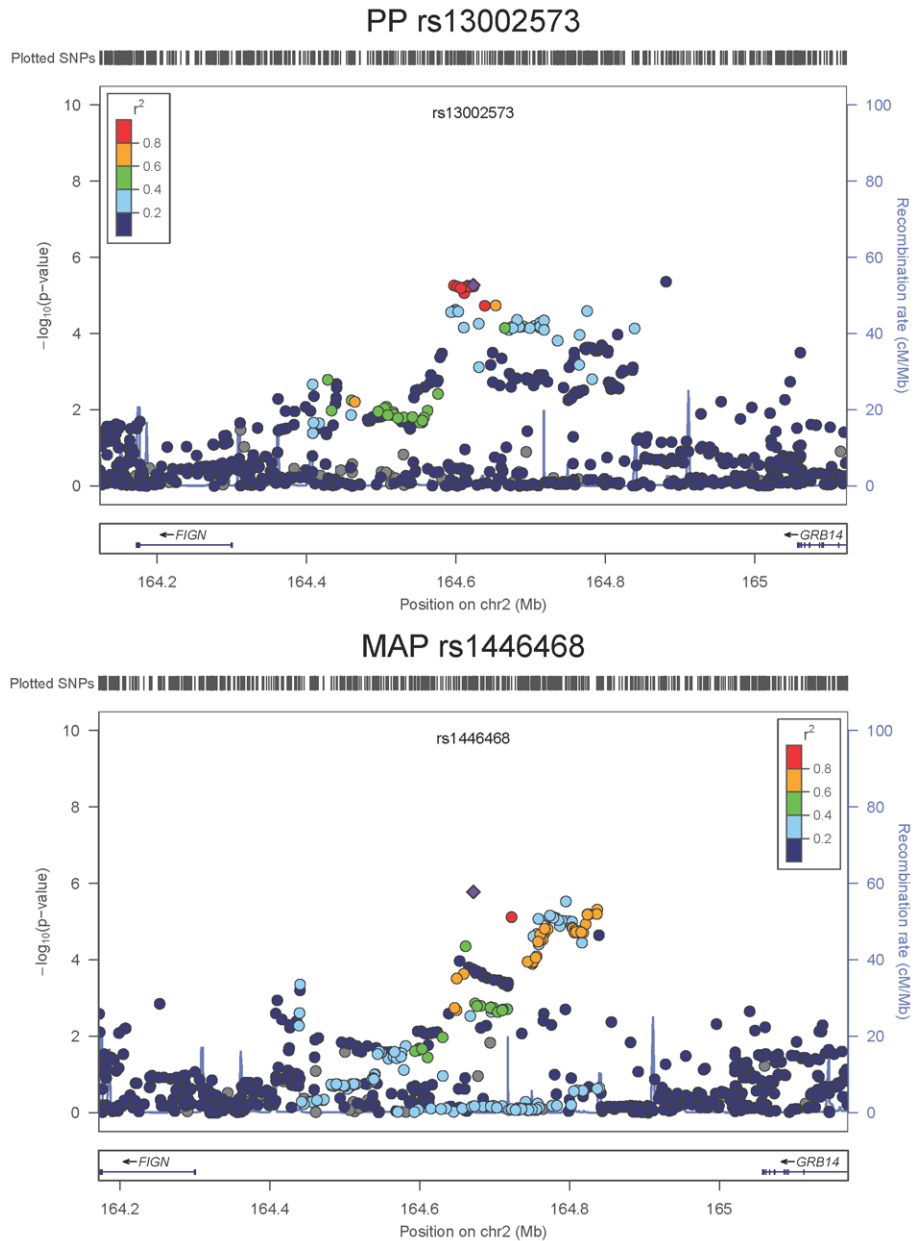 PP rs13002573
Plotted SNPs
rs13002573
r²
0.8
0.6
0.4
0.2
10
8
6
4
2
0
−log₁₀(p−value)
100
80
60
40
20
0
Recombination rate (cM/Mb)
FIGN
GRB14
164.2 164.4 164.6 164.8 165
Position on chr2 (Mb)
MAP rs1446468
Plotted SNPs
rs1446468
r²
0.8
0.6
0.4
0.2
10
8
6
4
2
0
−log₁₀(p−value)
100
80
60
40
20
0
Recombination rate (cM/Mb)
FIGN
GRB14
164.2 164.4 164.6 164.8 165
Position on chr2 (Mb)